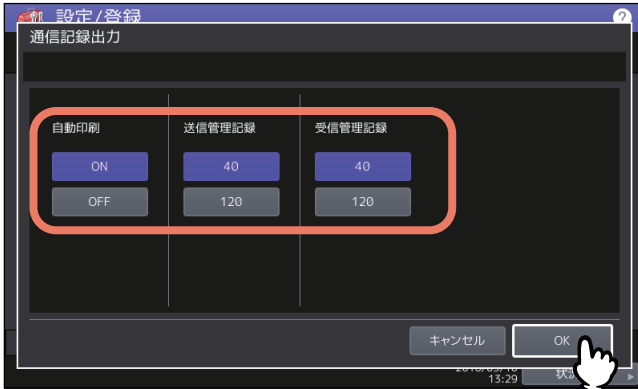 設定/登録
?
通信記録出力
自動印刷 送信管理記録 受信管理記録
ON 40 40
OFF 120 120
キャンセル OK
13:29